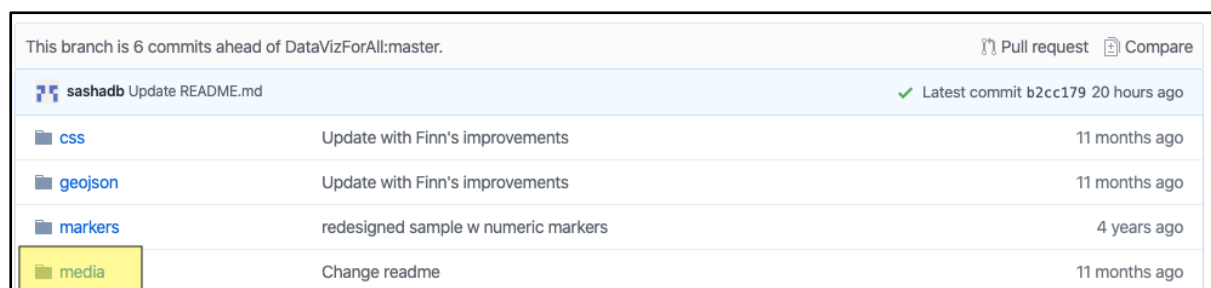 This branch is 6 commits ahead of DataVizForAll:master. Pull request Compare
sashadb Update README.md Latest commit b2cc179 20 hours ago
css Update with Finn's improvements 11 months ago
geojson Update with Finn's improvements 11 months ago
markers redesigned sample w numeric markers 4 years ago
media Change readme 11 months ago